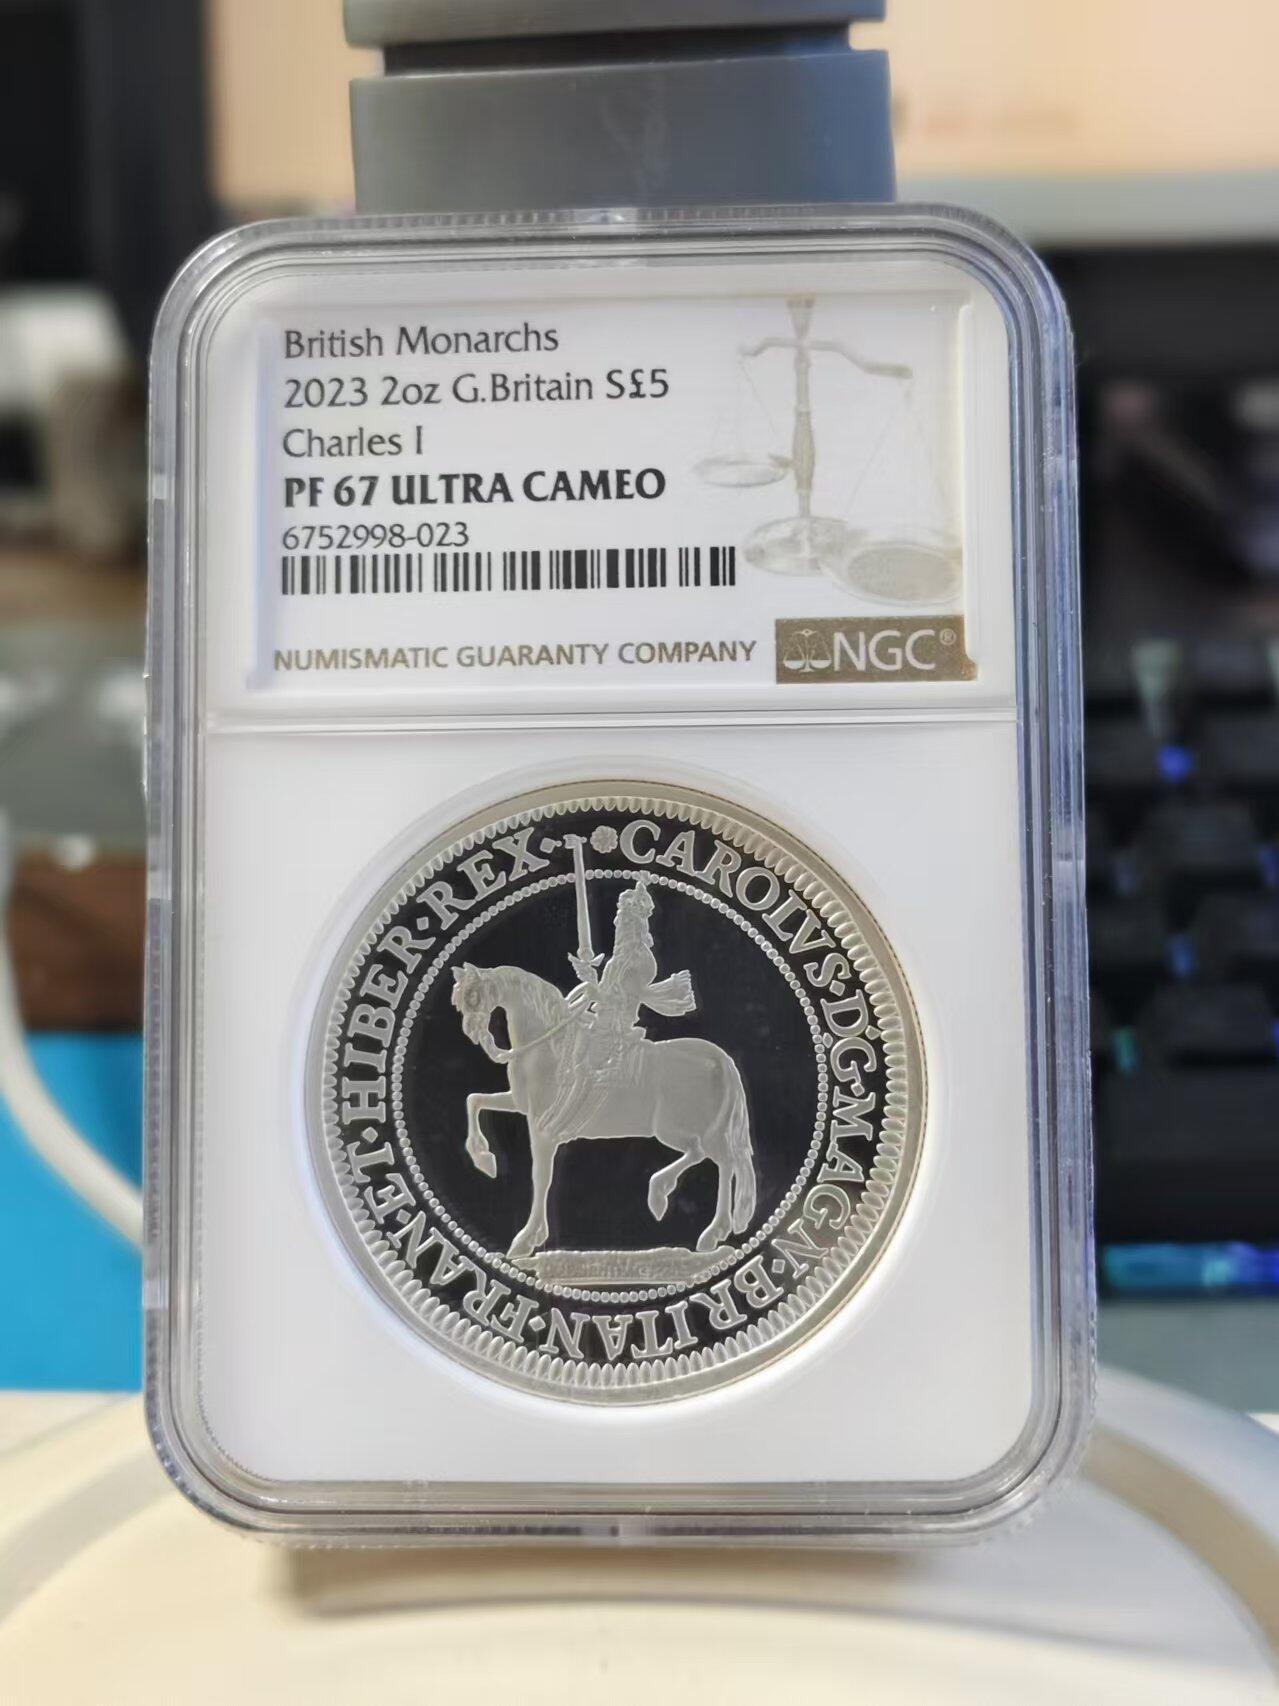 British Monarchs
2023 2oz G.Britain S£5
Charles I
PF 67 ULTRA CAMEO
6752998-023
NUMISMATIC GUARANTY COMPANY
NGC®
CAROLVS·D'G·MAGN·BRITAN·FRAN·ET·HIBER·REX·